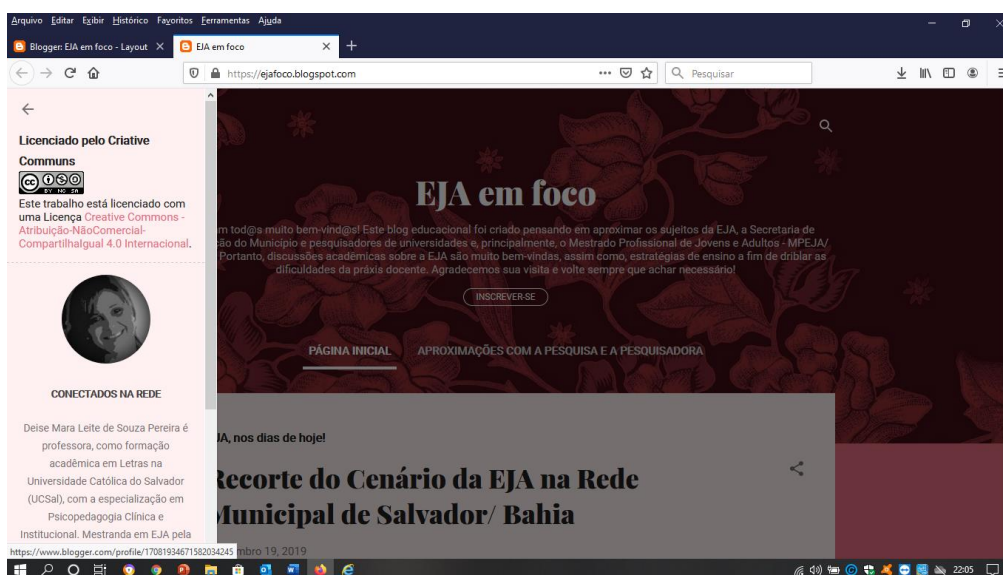 Arquivo Editar Exibir Histórico Favoritos Ferramentas Ajuda
Blogger: EJA em foco - Layout
EJA em foco
https://ejafoco.blogspot.com
Pesquisar
Licenciado pelo Criative
Communs
CC BY NC SA
Este trabalho está licenciado com
uma Licença Creative Commons -
Atribuição-NãoComercial-
CompartilhaIgual 4.0 Internacional.
CONECTADOS NA REDE
Deise Mara Leite de Souza Pereira é
professora, como formação
acadêmica em Letras na
Universidade Católica do Salvador
(UCSal), com a especialização em
Psicopedagogia Clínica e
Institucional. Mestranda em EJA pela
https://www.blogger.com/profile/17081934671582034245
EJA em foco
m tod@s muito bem-vind@s! Este blog educacional foi criado pensando em aproximar os sujeitos da EJA, a Secretaria de
ção do Município e pesquisadores de universidades e, principalmente, o Mestrado Profissional de Jovens e Adultos - MPEJA/
Portanto, discussões acadêmicas sobre a EJA são muito bem-vindas, assim como, estratégias de ensino a fim de driblar as
dificuldades da práxis docente. Agradecemos sua visita e volte sempre que achar necessário!
INSCREVER-SE
PÁGINA INICIAL APROXIMAÇÕES COM A PESQUISA E A PESQUISADORA
JA, nos dias de hoje!
Recorte do Cenário da EJA na Rede
Municipal de Salvador/ Bahia
mbro 19, 2019
22:05